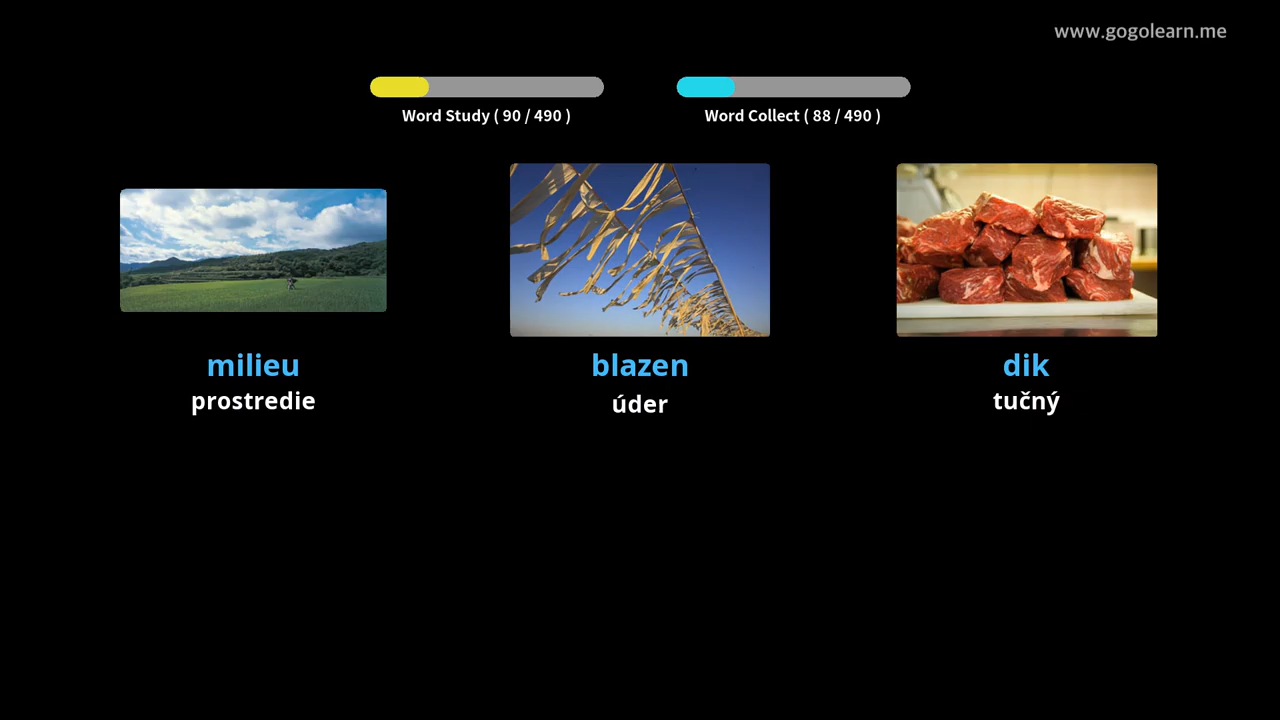 www.gogolearn.me
Word Study ( 90 / 490 )
Word Collect ( 88 / 490 )
milieu
prostredie
blazen
úder
dik
tučný